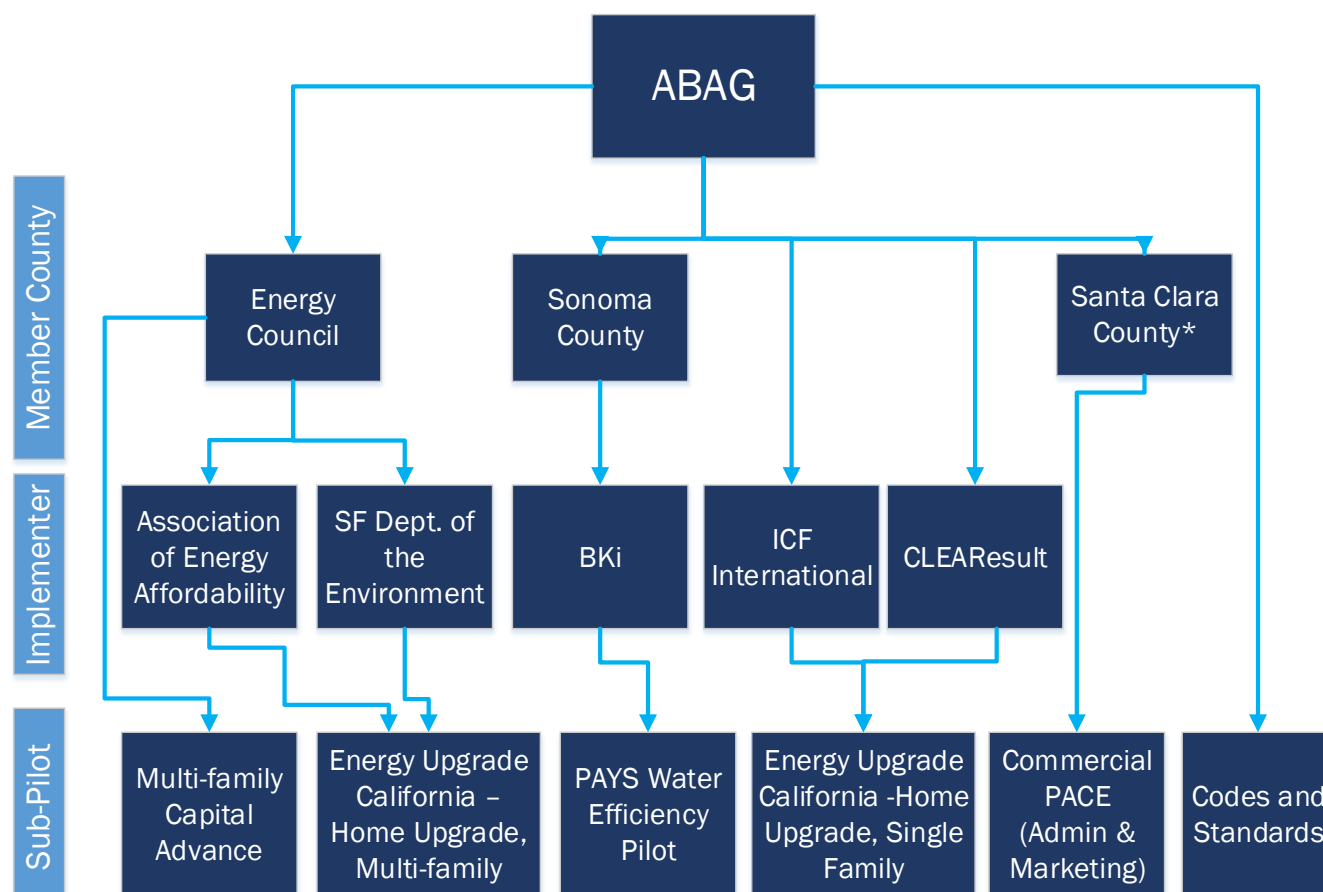 ABAG
Member County
Energy
Council
Sonoma
County
Santa Clara
County*
Implementer
Association
of Energy
Affordability
SF Dept. of
the
Environment
BKi
ICF
International
CLEAResult
Sub-Pilot
Multi-family
Capital
Advance
Energy Upgrade
California –
Home Upgrade,
Multi-family
PAYS Water
Efficiency
Pilot
Energy Upgrade
California -Home
Upgrade, Single
Family
Commercial
PACE
(Admin &
Marketing)
Codes and
Standards